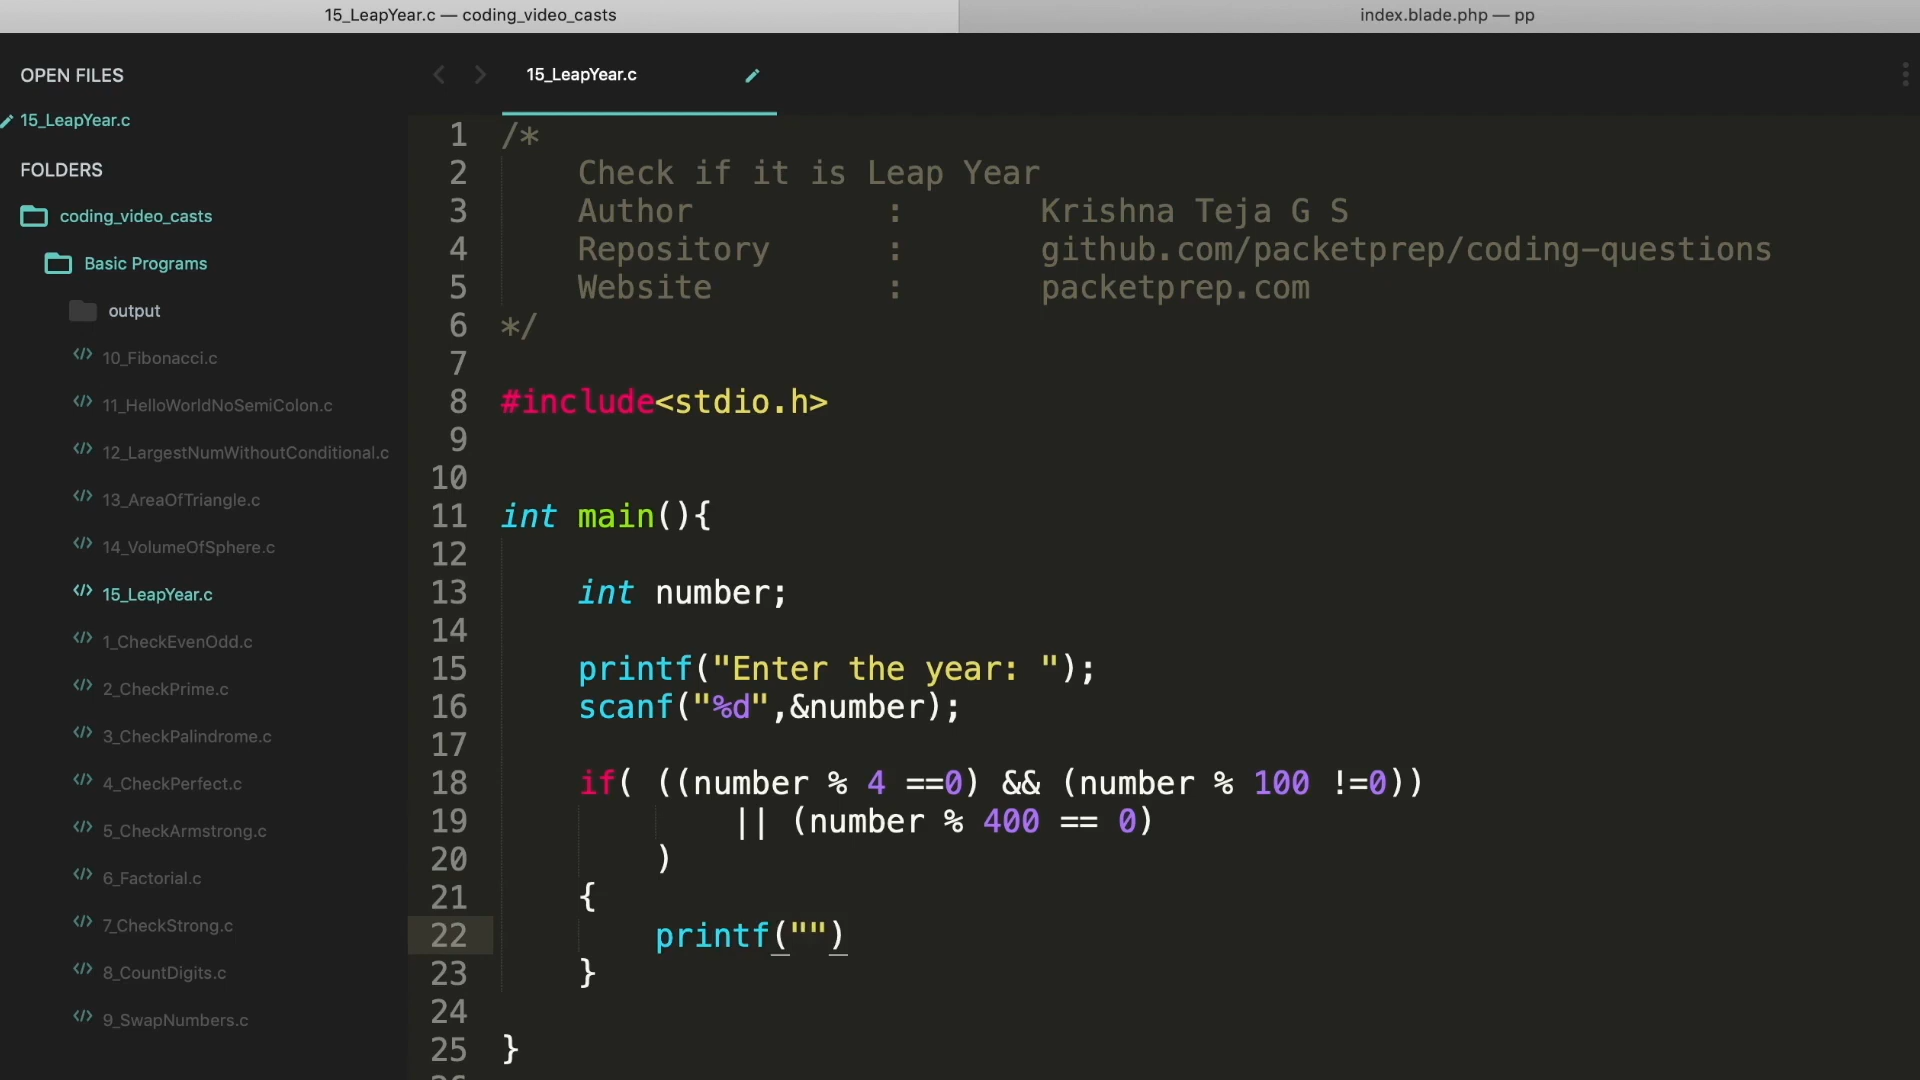 15_LeapYear.c — coding_video_casts
index.blade.php — pp
OPEN FILES
15_LeapYear.c
FOLDERS
coding_video_casts
Basic Programs
output
10_Fibonacci.c
11_HelloWorldNoSemiColon.c
12_LargestNumWithoutConditional.c
13_AreaOfTriangle.c
14_VolumeOfSphere.c
15_LeapYear.c
1_CheckEvenOdd.c
2_CheckPrime.c
3_CheckPalindrome.c
4_CheckPerfect.c
5_CheckArmstrong.c
6_Factorial.c
7_CheckStrong.c
8_CountDigits.c
9_SwapNumbers.c
15_LeapYear.c
1 /*
2 Check if it is Leap Year
3 Author : Krishna Teja G S
4 Repository : github.com/packetprep/coding-questions
5 Website : packetprep.com
6 */
7
8 #include<stdio.h>
9
10
11 int main(){
12
13 int number;
14
15 printf("Enter the year: ");
16 scanf("%d",&number);
17
18 if( ((number % 4 ==0) && (number % 100 !=0))
19 || (number % 400 == 0)
20 )
21 {
22 printf("")
23 }
24
25 }